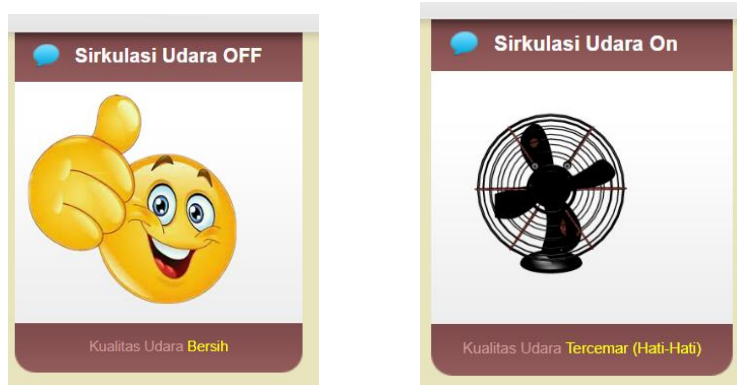 Sirkulasi Udara OFF
Kualitas Udara Bersih
Sirkulasi Udara On
Kualitas Udara Tercemar (Hati-Hati)